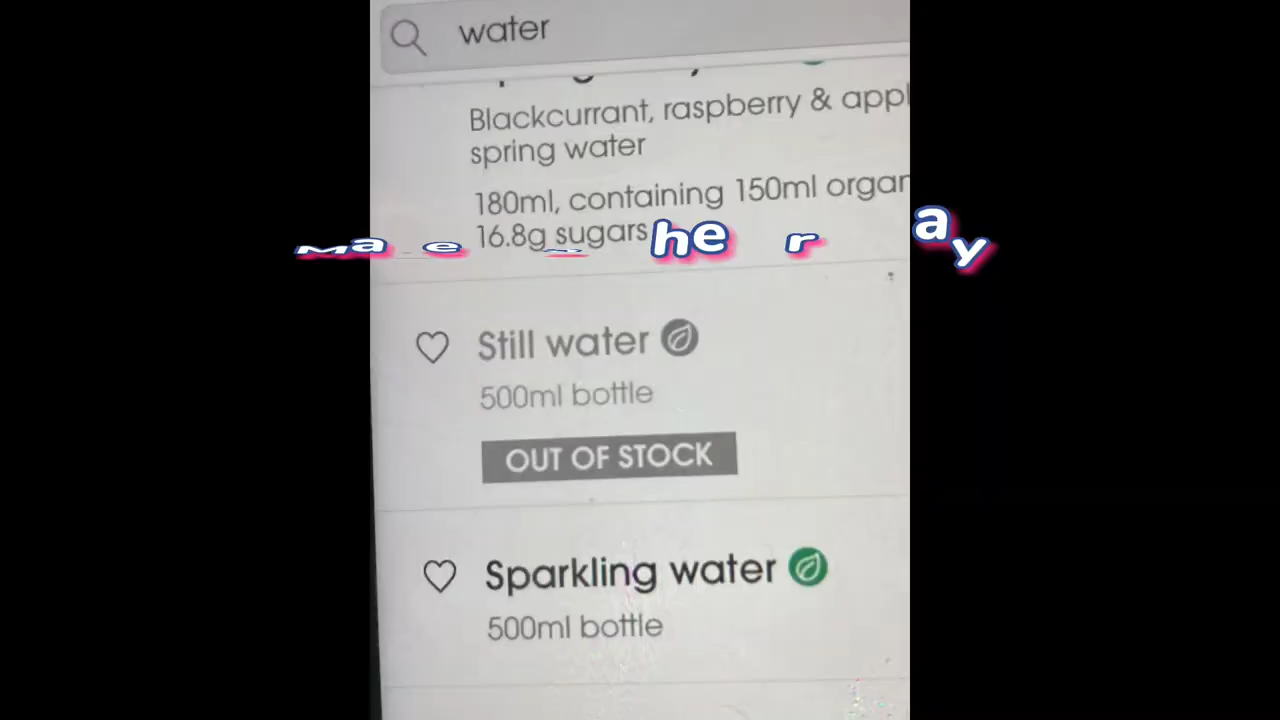 water
Blackcurrant, raspberry & appl
spring water
180ml, containing 150ml organ
16.8g sugars
Still water
500ml bottle
OUT OF STOCK
Sparkling water
500ml bottle